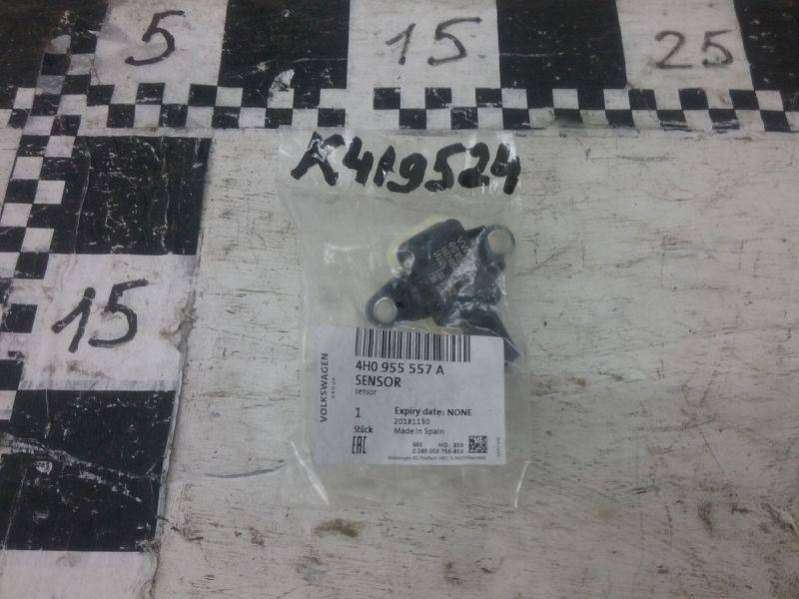 5
15
25
K419524
15
VOLKSWAGEN
4H0 955 557 A
SENSOR
sensor
1
Stück
Expiry date: NONE
20181130
Made in Spain
EAC